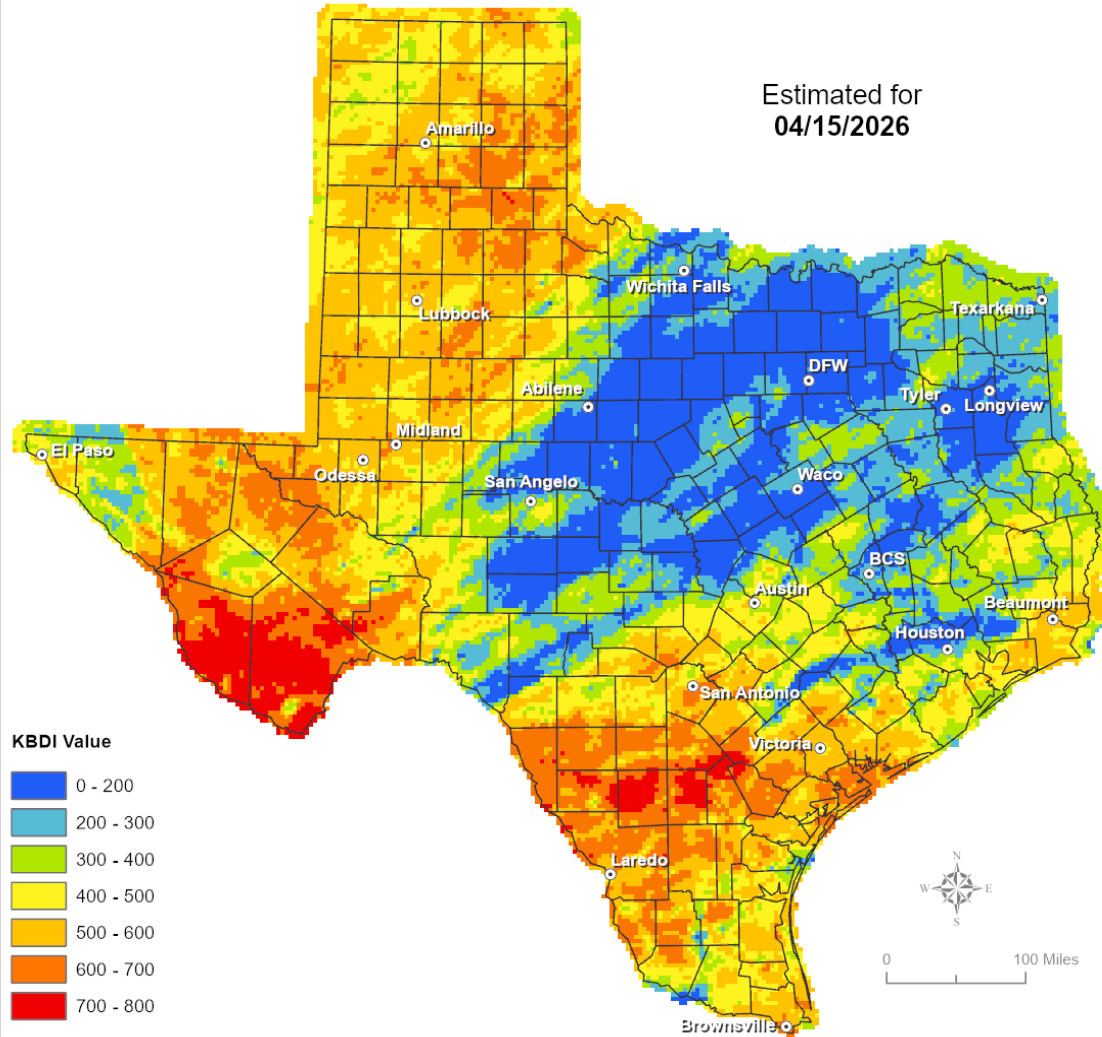 Estimated for
04/15/2026
Amarillo
Wichita Falls
Texarkana
Lubbock
DFW
Abilene
Tyler
Longview
Midland
El Paso
Odessa
San Angelo
Waco
BCS
Austin
Beaumont
Houston
San Antonio
KBDI Value
Victoria
0 - 200
200 - 300
300 - 400
Laredo
N
400 - 500
W E
S
500 - 600
0 100 Miles
600 - 700
700 - 800
Brownsville